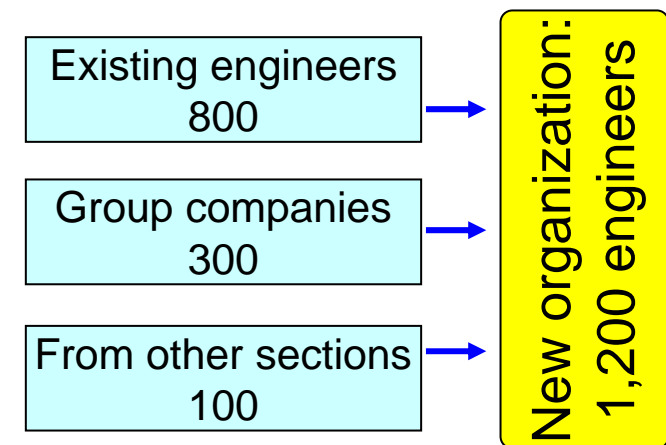 Existing engineers
800
Group companies
300
From other sections
100
New organization:
1,200 engineers